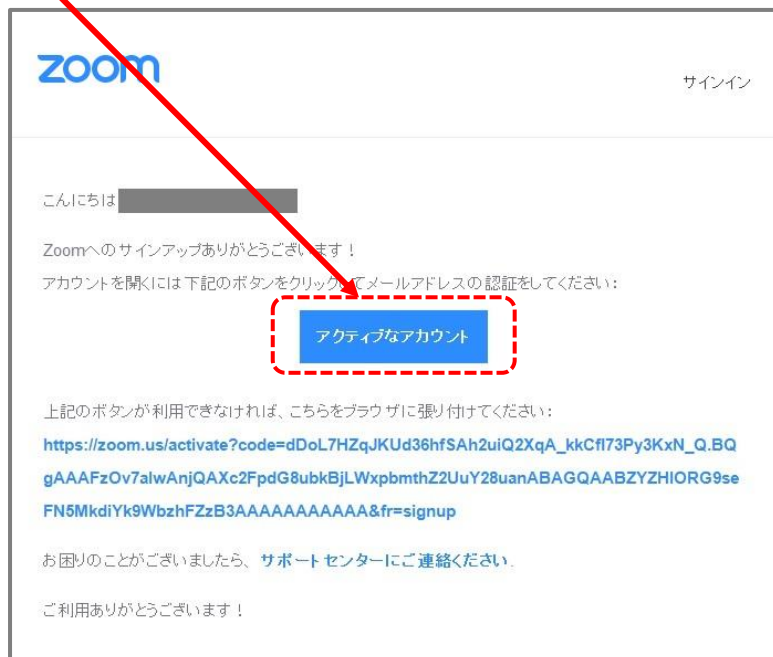 zoom
サインイン
こんにちは
Zoomへのサインアップありがとうございます！
アカウントを開くには下記のボタンをクリックしてメールアドレスの認証をしてください：
アクティブなアカウント
上記のボタンが利用できなければ、こちらをブラウザに張り付けてください：
https://zoom.us/activate?code=dDoL7HZqJKUd36hfSAh2uiQ2XqA_kkCfI73Py3KxN_Q.BQ
gAAAFzOv7alwAnjQAXc2FpdG8ubkBjLWxpbmthZ2UuY28uanABAGQAABZYZHlORG9se
FN5MkdiYk9WbzhFZzB3AAAAAAAAAAA&fr=signup
お困りのことがございましたら、サポートセンターにご連絡ください.
ご利用ありがとうございます！